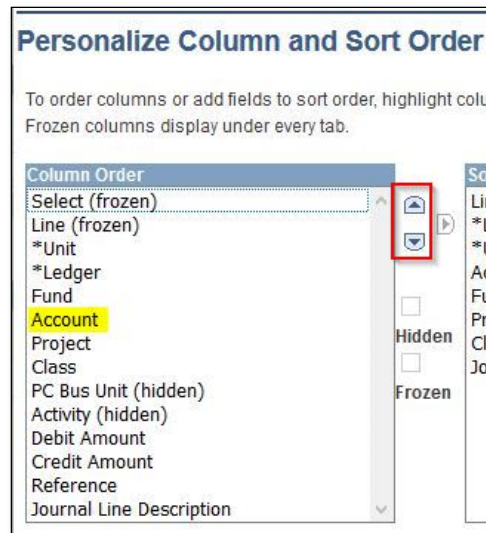 Personalize Column and Sort Order
To order columns or add fields to sort order, highlight
Frozen columns display under every tab.
Column Order
Select (frozen)
Line (frozen)
*Unit
*Ledger
Fund
Account
Project
Class
PC Bus Unit (hidden)
Activity (hidden)
Debit Amount
Credit Amount
Reference
Journal Line Description
Hidden
Frozen